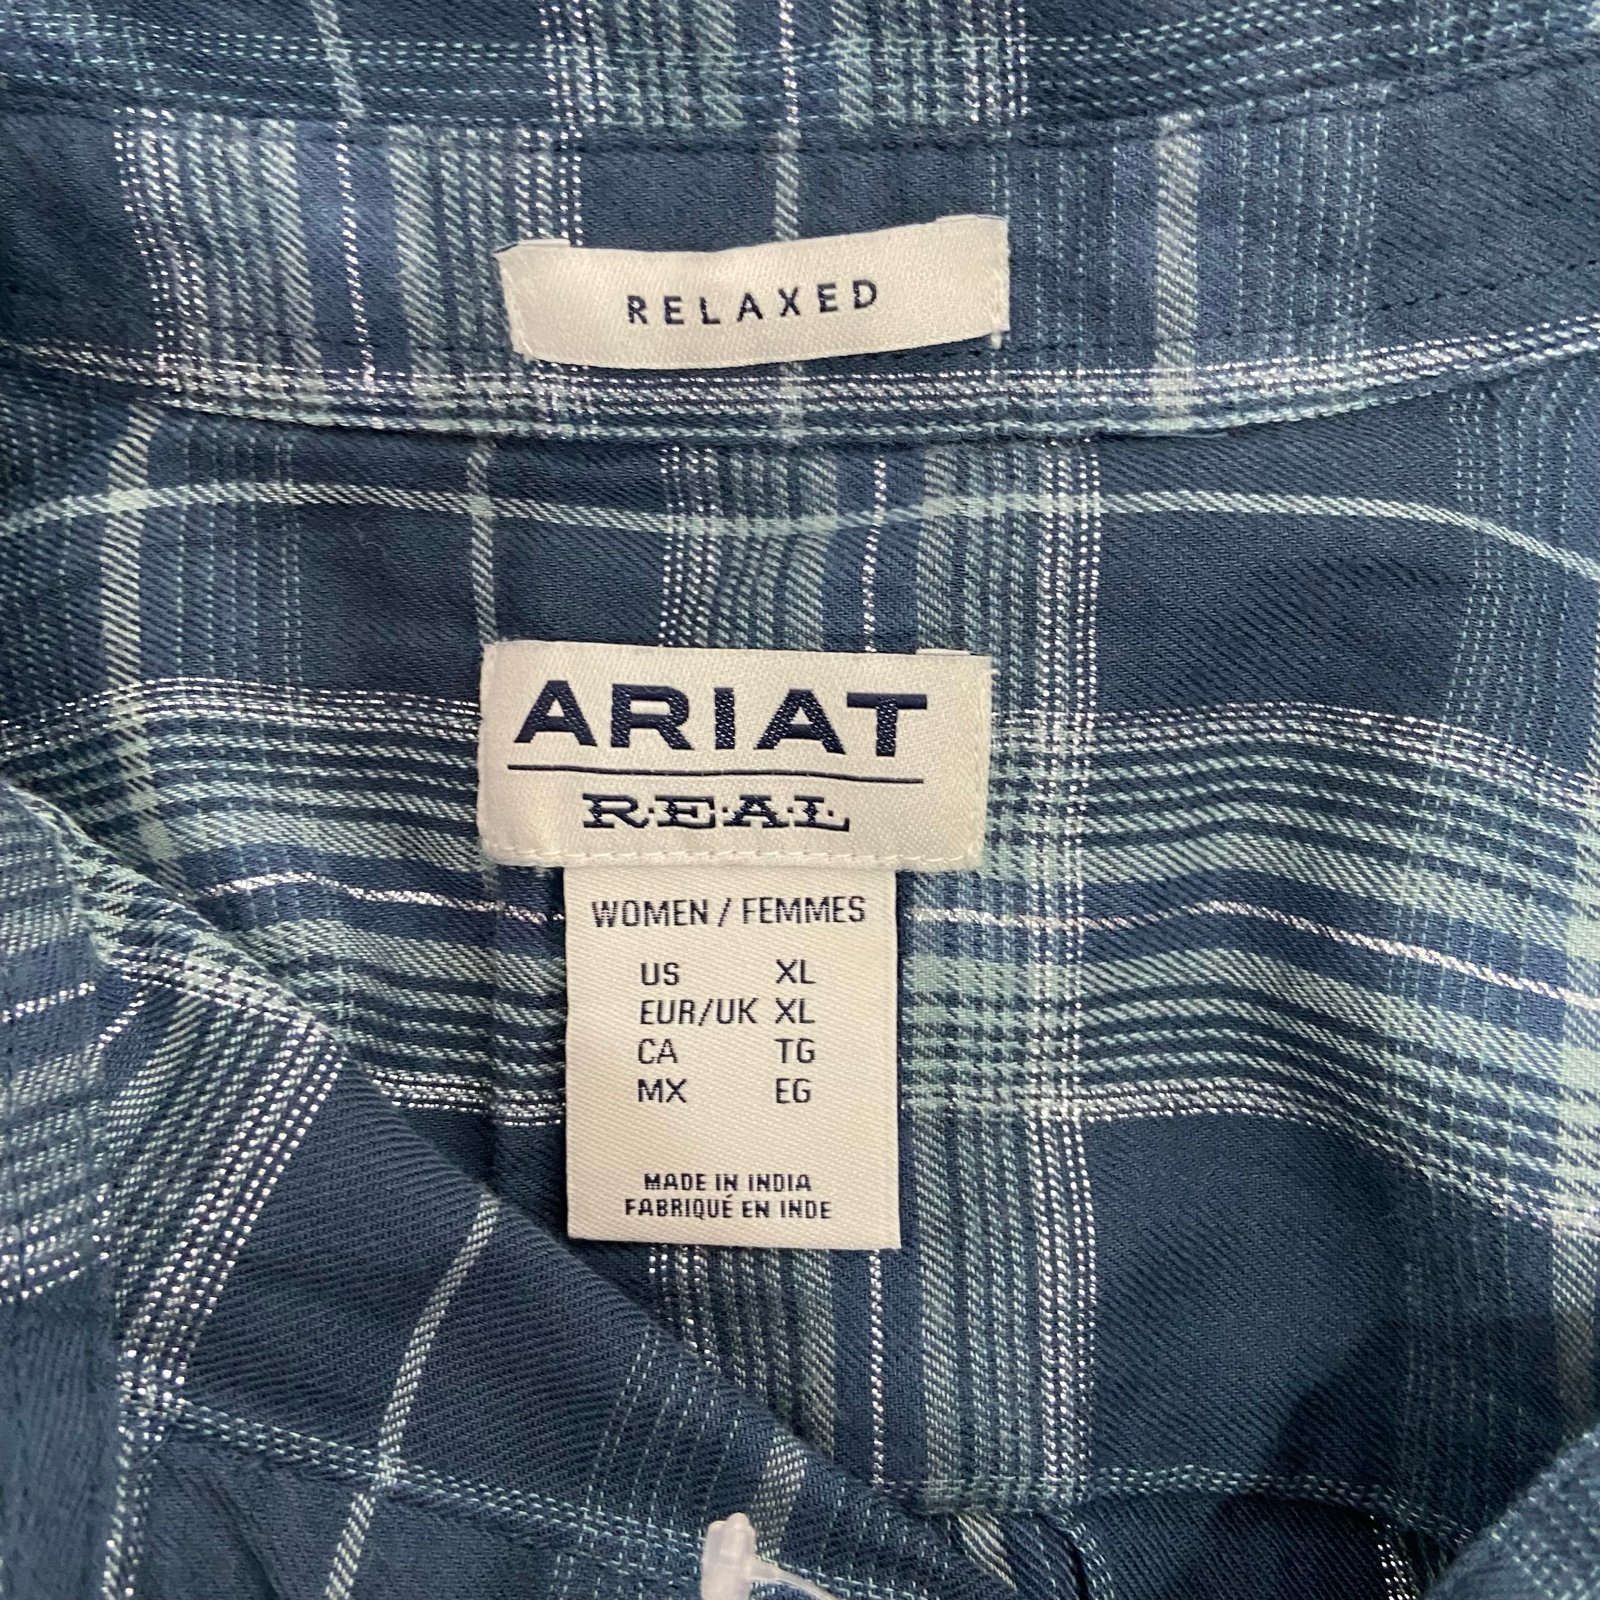 RELAXED
ARIAT
R·E·A·L
WOMEN / FEMMES
US XL
EUR/UK XL
CA TG
MX EG
MADE IN INDIA
FABRIQUÉ EN INDE